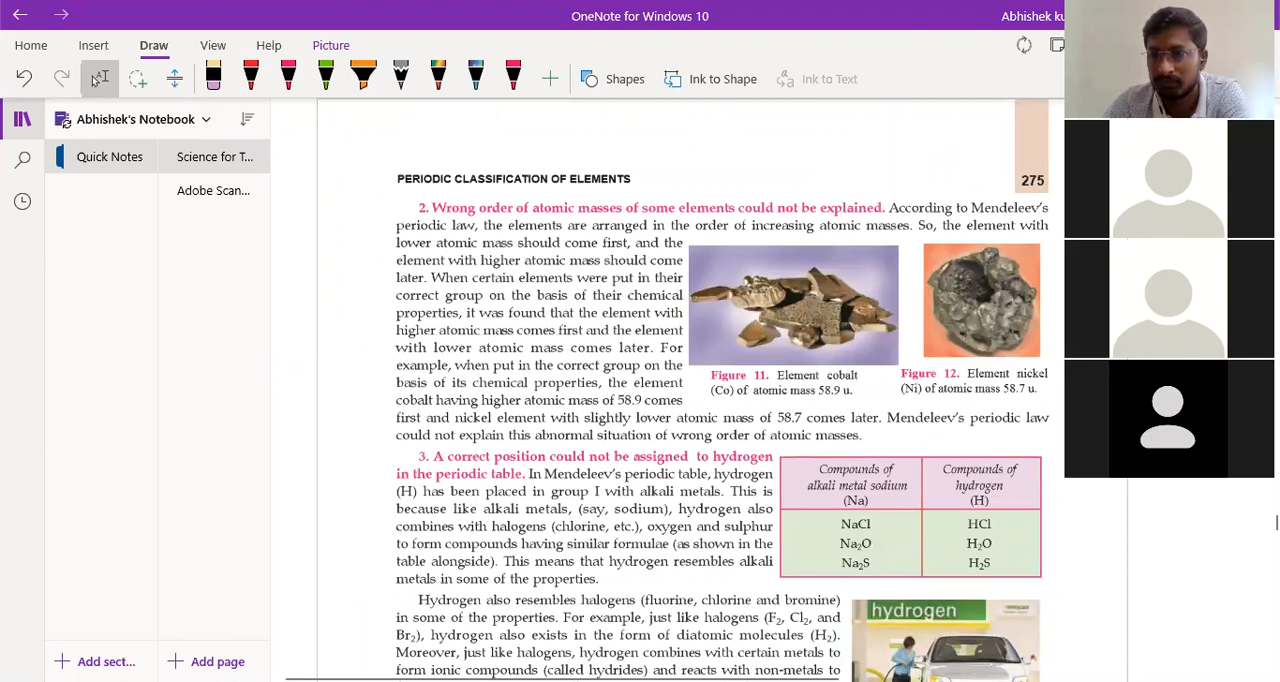 OneNote for Windows 10
Abhishek ku
Home Insert Draw View Help Picture
Shapes Ink to Shape Ink to Text
Abhishek's Notebook
Quick Notes
Science for T...
Adobe Scan...
PERIODIC CLASSIFICATION OF ELEMENTS
275
2. Wrong order of atomic masses of some elements could not be explained. According to Mendeleev's
periodic law, the elements are arranged in the order of increasing atomic masses. So, the element with
lower atomic mass should come first, and the
element with higher atomic mass should come
later. When certain elements were put in their
correct group on the basis of their chemical
properties, it was found that the element with
higher atomic mass comes first and the element
with lower atomic mass comes later. For
example, when put in the correct group on the
basis of its chemical properties, the element
cobalt having higher atomic mass of 58.9 comes
first and nickel element with slightly lower atomic mass of 58.7 comes later. Mendeleev's periodic law
could not explain this abnormal situation of wrong order of atomic masses.
Figure 11. Element cobalt
(Co) of atomic mass 58.9 u.
Figure 12. Element nickel
(Ni) of atomic mass 58.7 u.
3. A correct position could not be assigned to hydrogen
in the periodic table. In Mendeleev's periodic table, hydrogen
(H) has been placed in group I with alkali metals. This is
because like alkali metals, (say, sodium), hydrogen also
combines with halogens (chlorine, etc.), oxygen and sulphur
to form compounds having similar formulae (as shown in the
table alongside). This means that hydrogen resembles alkali
metals in some of the properties.
Compounds of
alkali metal sodium
(Na)
Compounds of
hydrogen
(H)
NaCl HCl
Na₂O H₂O
Na₂S H₂S
Hydrogen also resembles halogens (fluorine, chlorine and bromine)
in some of the properties. For example, just like halogens (F₂, Cl₂, and
Br₂), hydrogen also exists in the form of diatomic molecules (H₂).
Moreover, just like halogens, hydrogen combines with certain metals to
form ionic compounds (called hydrides) and reacts with non-metals to
hydrogen
Add sect...
Add page